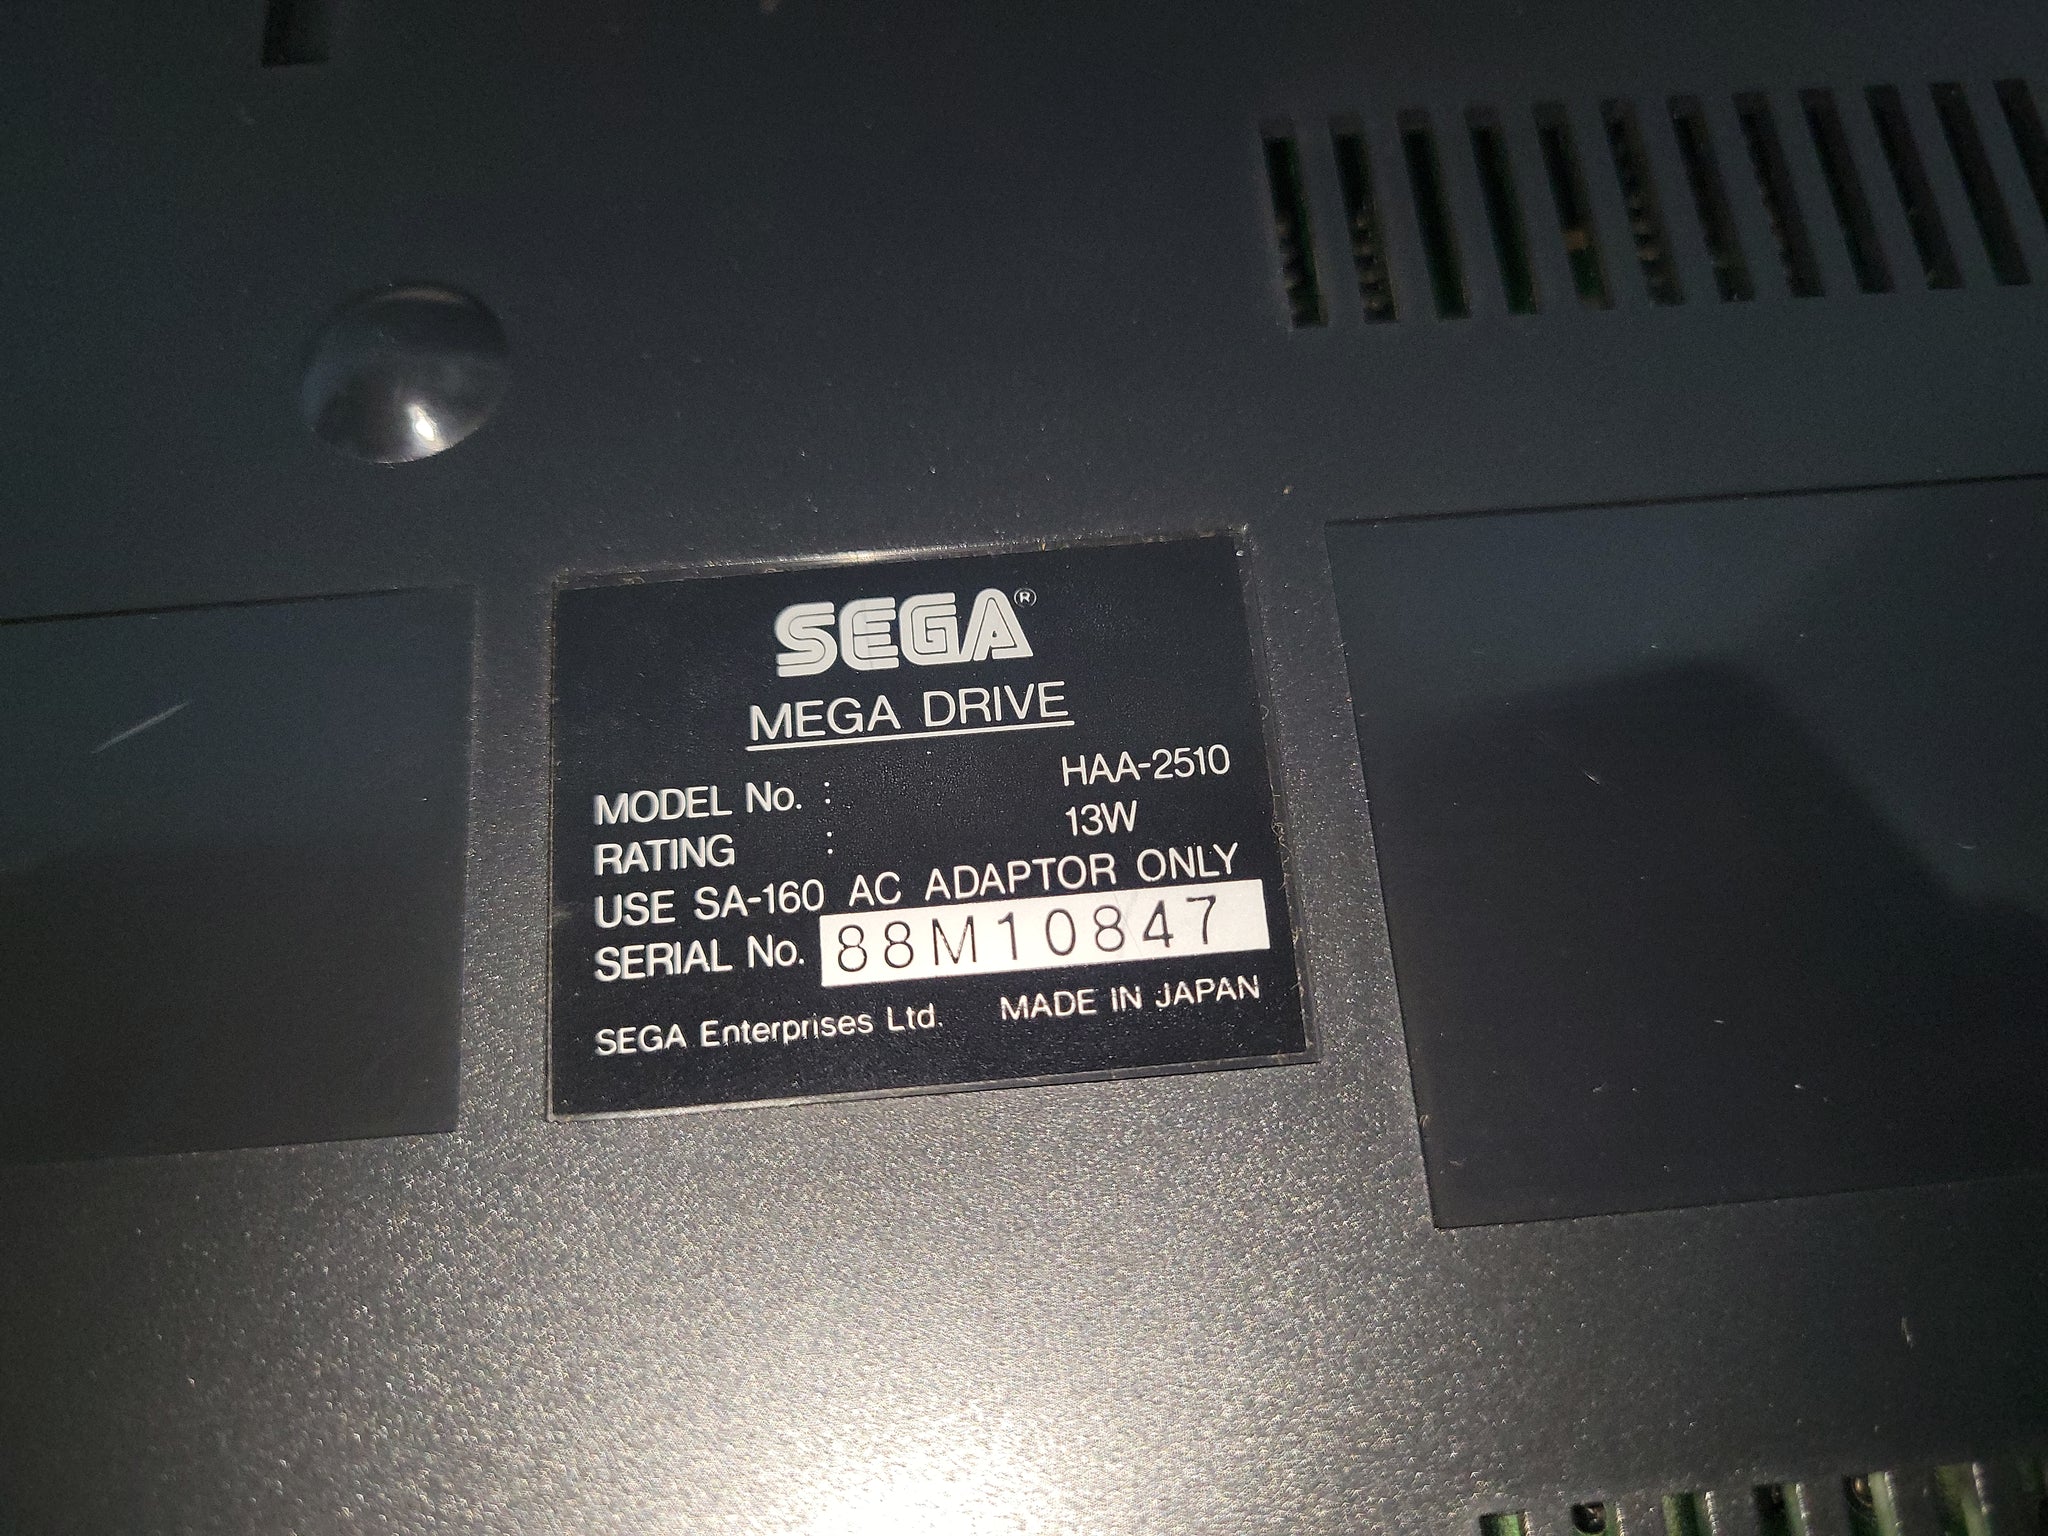 SEGA®
MEGA DRIVE
MODEL No. : HAA-2510
RATING : 13W
USE SA-160 AC ADAPTOR ONLY
SERIAL No. 88M10847
SEGA Enterprises Ltd. MADE IN JAPAN